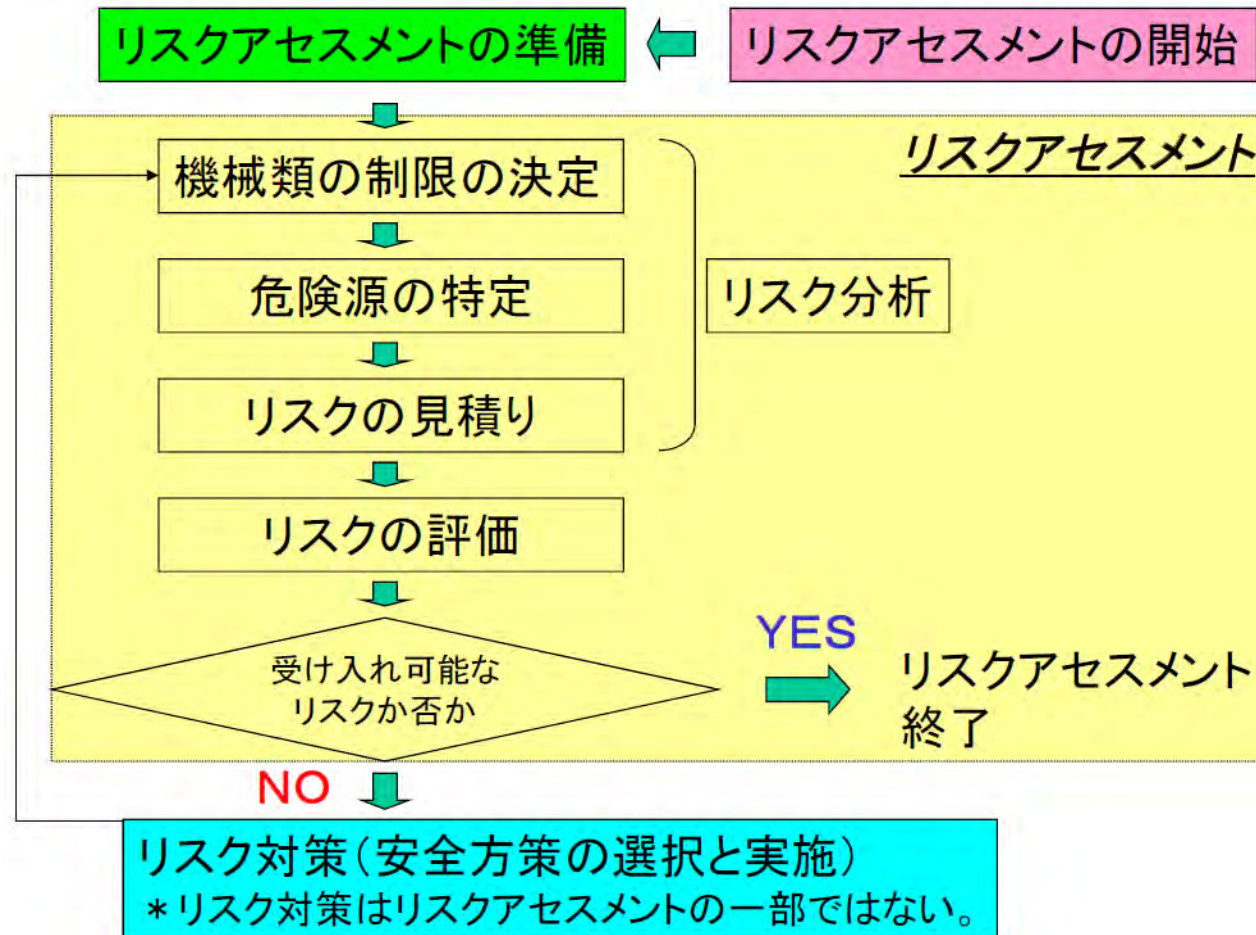 リスクアセスメントの準備
リスクアセスメントの開始
リスクアセスメント
機械類の制限の決定
危険源の特定
リスク分析
リスクの見積り
リスクの評価
受け入れ可能な
リスクか否か
YES
リスクアセスメント
終了
NO
リスク対策(安全方策の選択と実施)
*リスク対策はリスクアセスメントの一部ではない。